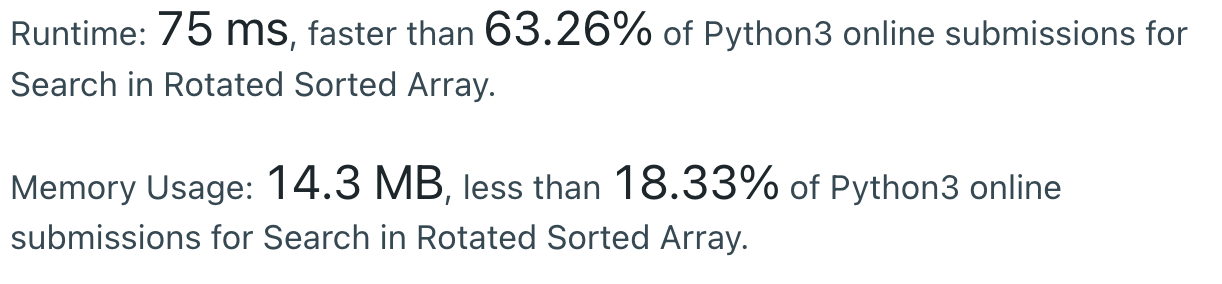 Runtime: 75 ms, faster than 63.26% of Python3 online submissions for
Search in Rotated Sorted Array.
Memory Usage: 14.3 MB, less than 18.33% of Python3 online
submissions for Search in Rotated Sorted Array.